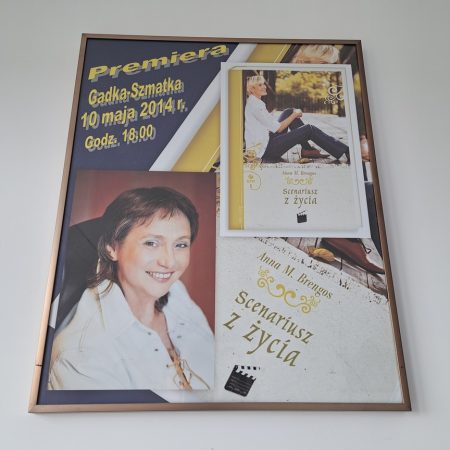 Premiera
Gadka-Szmatka
10 maja 2014 r.
Godz. 18.00
Anna M. Brengos
Scenariusz
z życia
Anna M. Brengos
Scenariusz
z życia